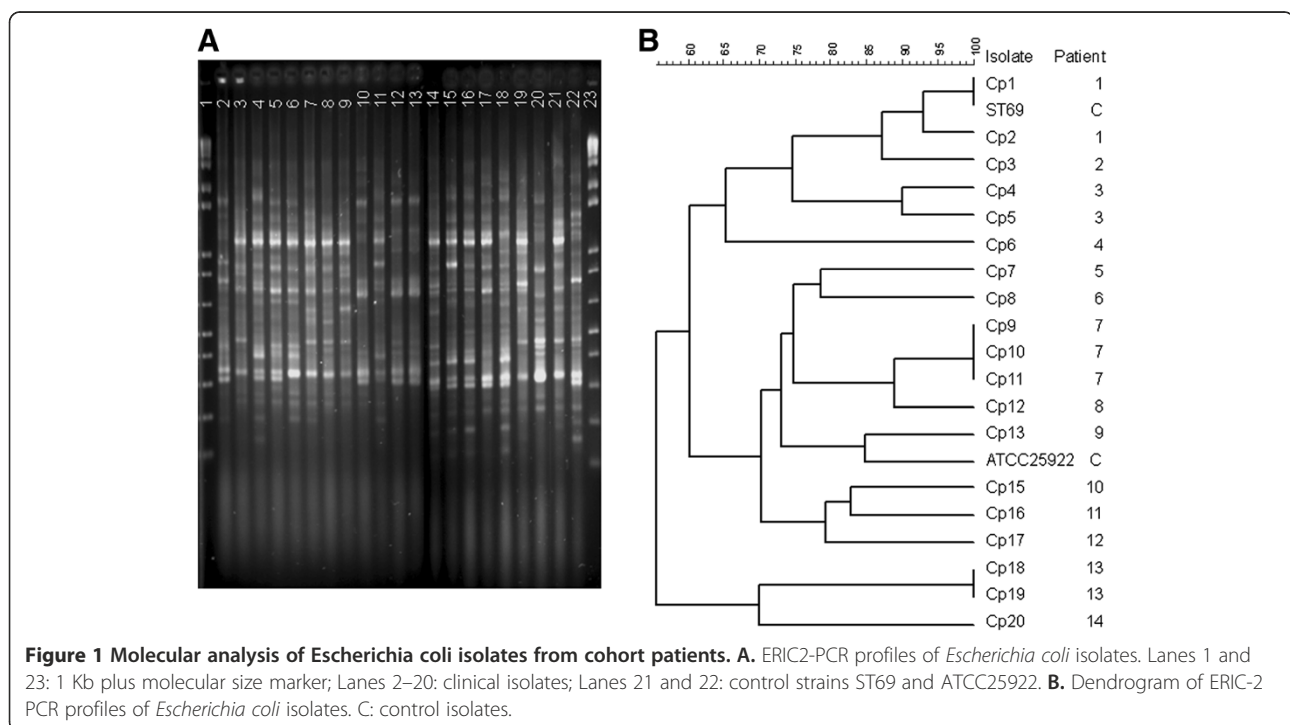 A
1 2 3 4 5 6 7 8 9 10 11 12 13 14 15 16 17 18 19 20 21 22 23
B
60 65 70 75 80 85 90 95 100
Isolate Patient
Cp1 1
ST69 C
Cp2 1
Cp3 2
Cp4 3
Cp5 3
Cp6 4
Cp7 5
Cp8 6
Cp9 7
Cp10 7
Cp11 7
Cp12 8
Cp13 9
ATCC25922 C
Cp15 10
Cp16 11
Cp17 12
Cp18 13
Cp19 13
Cp20 14
Figure 1 Molecular analysis of Escherichia coli isolates from cohort patients. A. ERIC2-PCR profiles of Escherichia coli isolates. Lanes 1 and
23: 1 Kb plus molecular size marker; Lanes 2–20: clinical isolates; Lanes 21 and 22: control strains ST69 and ATCC25922. B. Dendrogram of ERIC-2
PCR profiles of Escherichia coli isolates. C: control isolates.